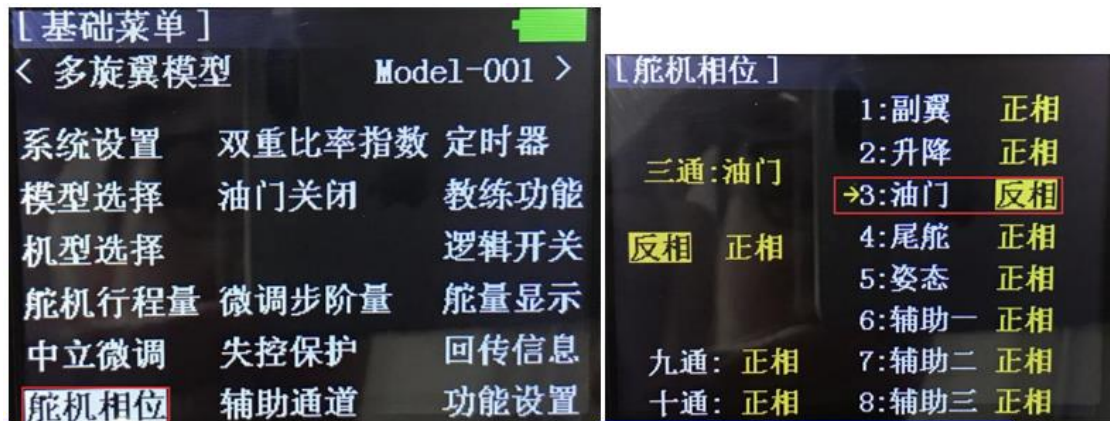 [基础菜单]
< 多旋翼模型 Model-001 >
系统设置 双重比率指数 定时器
模型选择 油门关闭 教练功能
机型选择 逻辑开关
舵机行程量 微调步阶量 舵量显示
中立微调 失控保护 回传信息
舵机相位 辅助通道 功能设置
[舵机相位]
1:副翼 正相
2:升降 正相
三通:油门
→3:油门 反相
4:尾舵 正相
反相 正相
5:姿态 正相
6:辅助一 正相
九通: 正相 7:辅助二 正相
十通: 正相 8:辅助三 正相